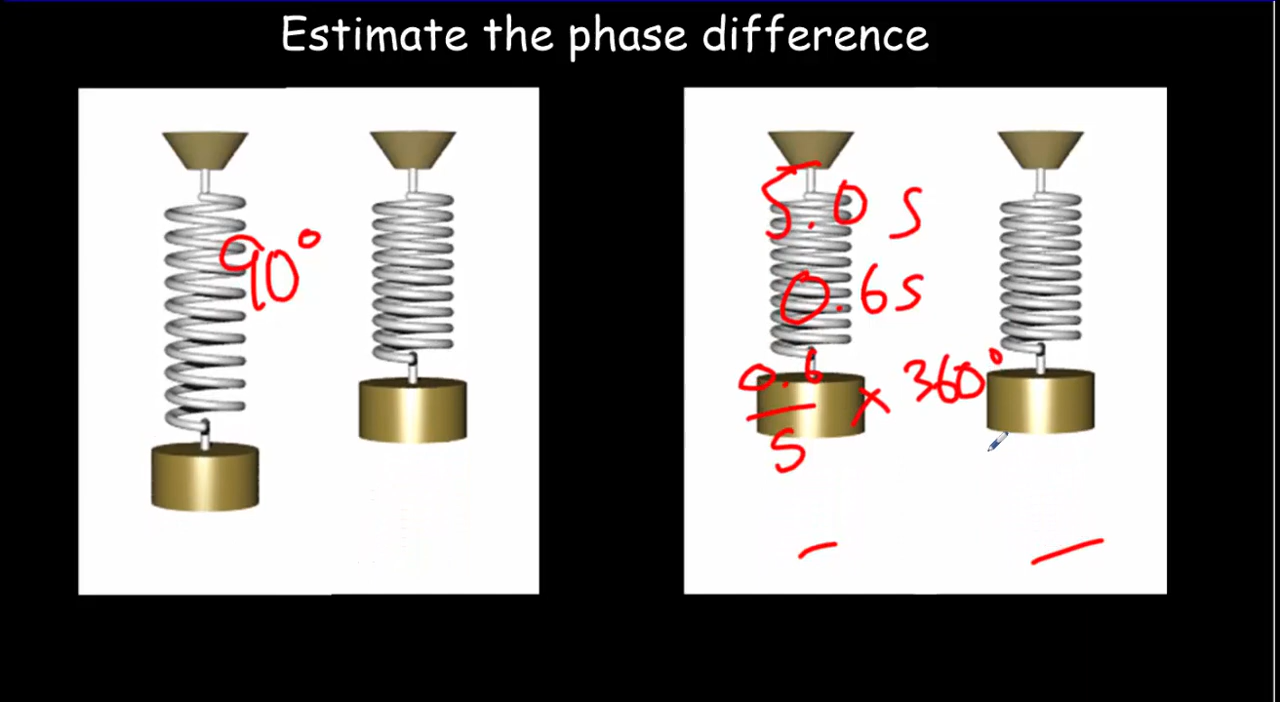 Estimate the phase difference
90°
5.0 s
0.6s
0.6
5
× 360°